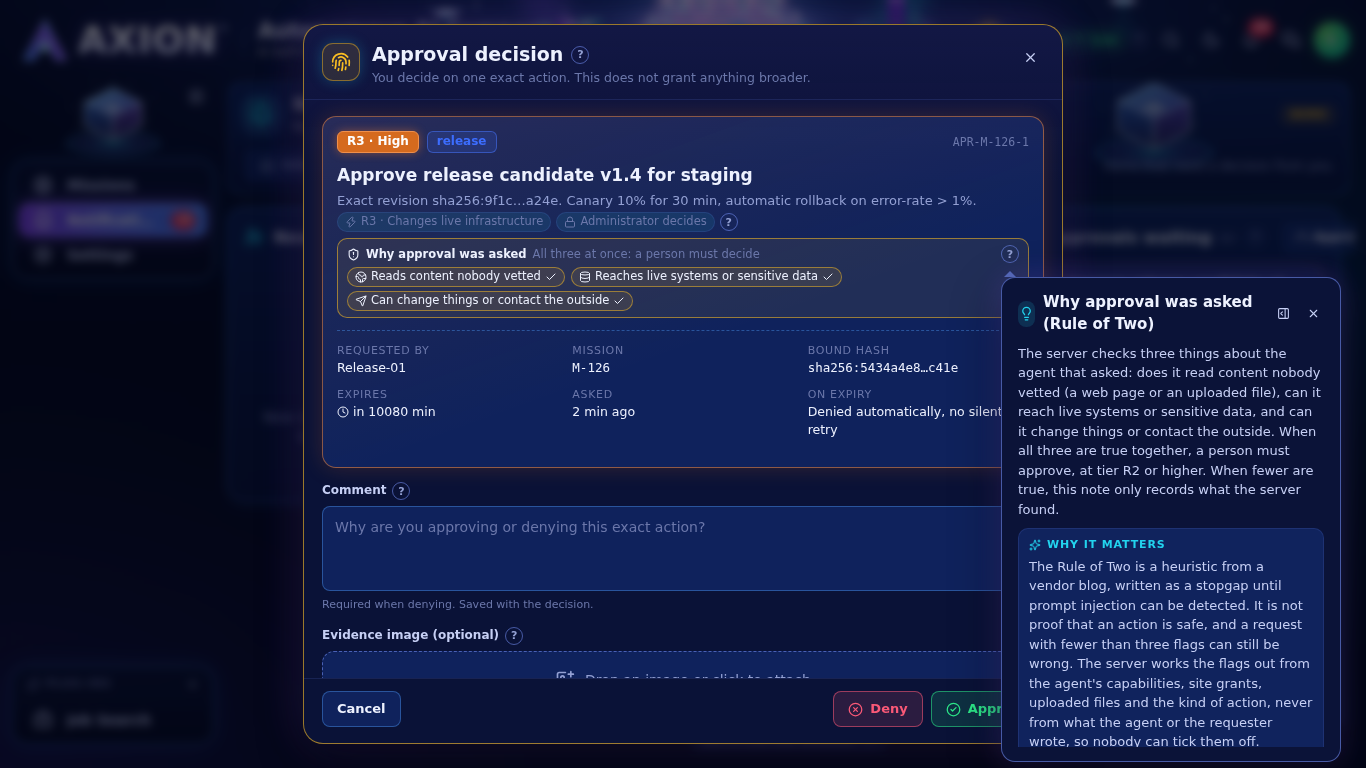 AXION
Approval decision ?
You decide on one exact action. This does not grant anything broader.
R3 · High
release
APR-M-126-1
Approve release candidate v1.4 for staging
Exact revision sha256:9f1c…a24e. Canary 10% for 30 min, automatic rollback on error-rate > 1%.
R3 · Changes live infrastructure
Administrator decides
?
Why approval was asked All three at once: a person must decide ?
Reads content nobody vetted
Reaches live systems or sensitive data
Can change things or contact the outside
REQUESTED BY
Release-01
MISSION
M-126
BOUND HASH
sha256:5434a4e8…c41e
EXPIRES
in 10080 min
ASKED
2 min ago
ON EXPIRY
Denied automatically, no silent
retry
Comment ?
Why are you approving or denying this exact action?
Required when denying. Saved with the decision.
Evidence image (optional) ?
Drop an image or click to attach
Cancel
Deny
Appr
Why approval was asked
(Rule of Two)
The server checks three things about the
agent that asked: does it read content nobody
vetted (a web page or an uploaded file), can it
reach live systems or sensitive data, and can
it change things or contact the outside. When
all three are true together, a person must
approve, at tier R2 or higher. When fewer are
true, this note only records what the server
found.
WHY IT MATTERS
The Rule of Two is a heuristic from a
vendor blog, written as a stopgap until
prompt injection can be detected. It is not
proof that an action is safe, and a request
with fewer than three flags can still be
wrong. The server works the flags out from
the agent's capabilities, site grants,
uploaded files and the kind of action, never
from what the agent or the requester
wrote, so nobody can tick them off.